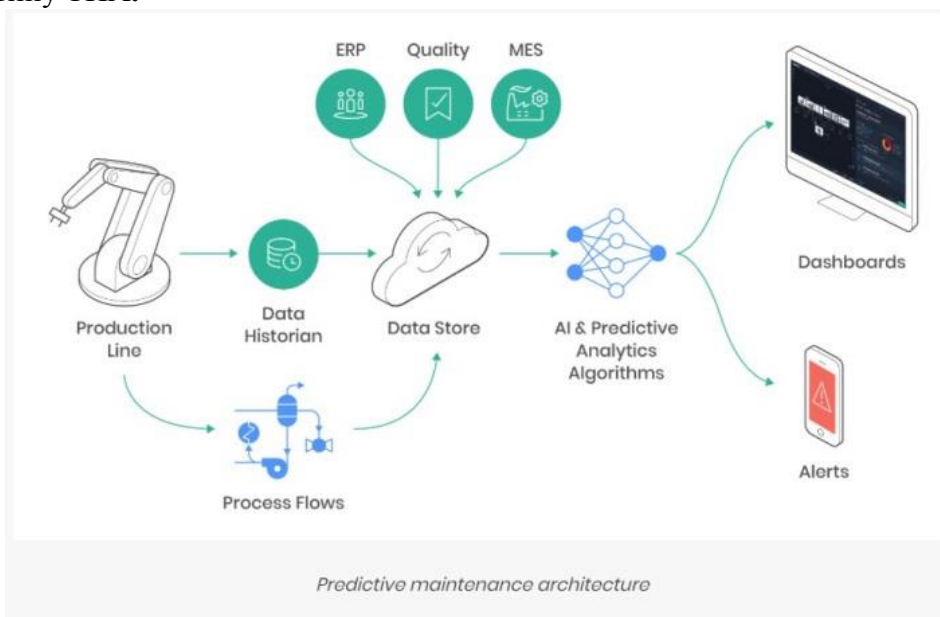 ERP
Quality
MES
Production
Line
Data
Historian
Data Store
AI & Predictive
Analytics
Algorithms
Dashboards
Process Flows
Alerts
Predictive maintenance architecture